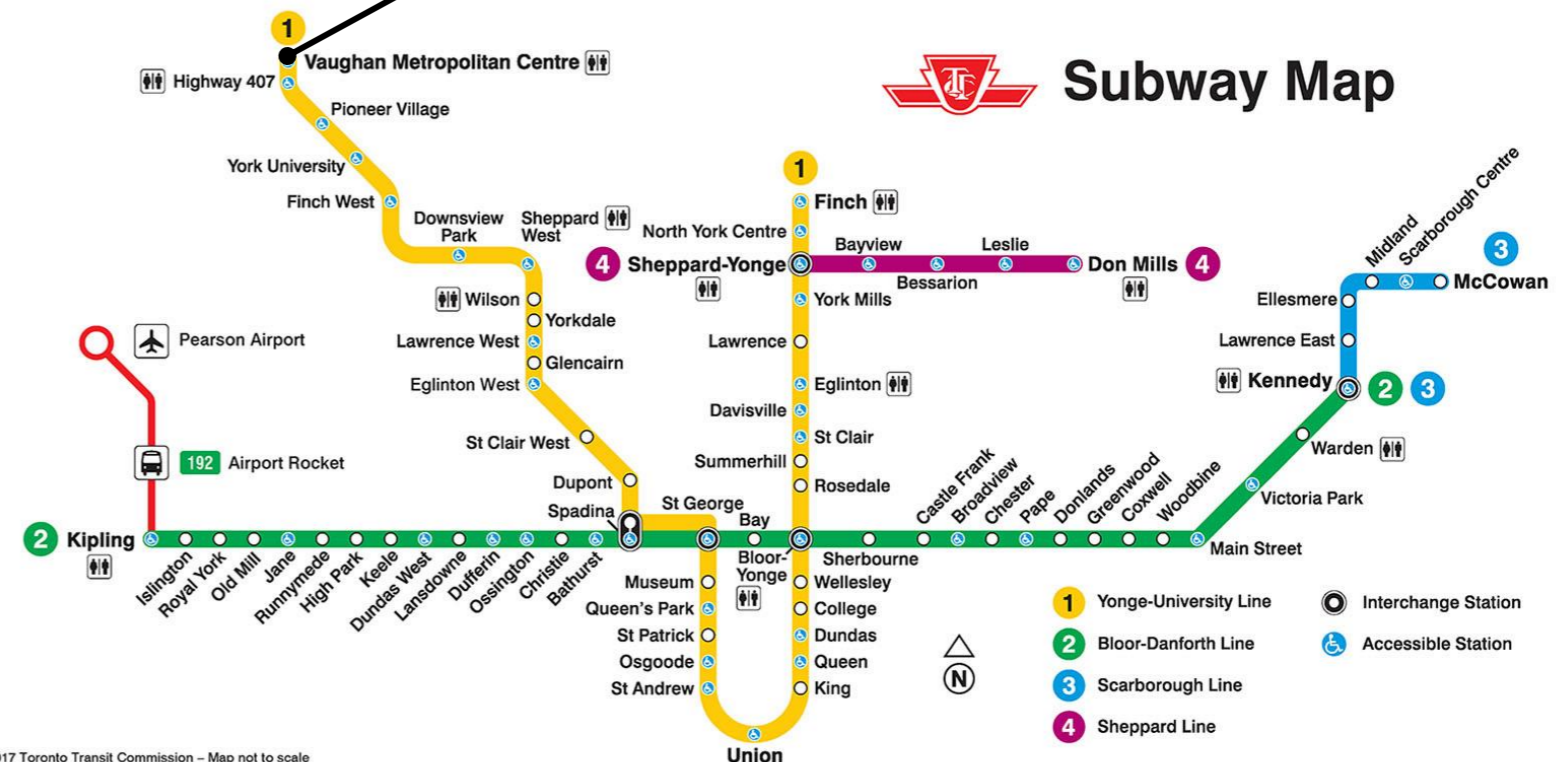 1
Vaughan Metropolitan Centre
Highway 407
Pioneer Village
York University
Finch West
Downsview
Park
Sheppard
West
Wilson
Yorkdale
Lawrence West
Glencairn
Eglinton West
St Clair West
Dupont
Spadina
St George
TTC
Subway Map
1
Finch
North York Centre
4
Sheppard-Yonge
Bayview
Bessarion
Leslie
Don Mills
4
York Mills
Lawrence
Eglinton
Davisville
St Clair
Summerhill
Rosedale
Midland
Scarborough Centre
3
McCowan
Ellesmere
Lawrence East
Kennedy
2
3
Warden
Victoria Park
Main Street
Pearson Airport
192
Airport Rocket
2
Kipling
Islington
Royal York
Old Mill
Jane
Runnymede
High Park
Keele
Dundas West
Lansdowne
Dufferin
Ossington
Christie
Bathurst
Bay
Bloor-
Yonge
Sherbourne
Castle Frank
Broadview
Chester
Pape
Donlands
Greenwood
Coxwell
Woodbine
Museum
Queen's Park
St Patrick
Osgoode
St Andrew
Union
Wellesley
College
Dundas
Queen
King
N
1 Yonge-University Line
2 Bloor-Danforth Line
3 Scarborough Line
4 Sheppard Line
Interchange Station
Accessible Station
17 Toronto Transit Commission – Map not to scale